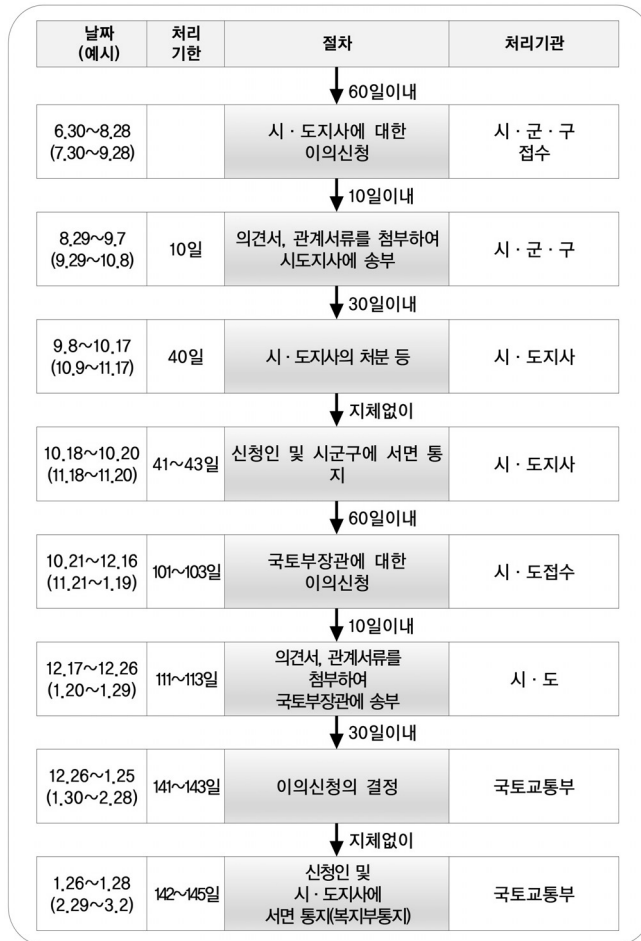 날짜
(예시)
처리
기한
절차
처리기관
60일이내
6.30~8.28
(7.30~9.28)
시·도지사에 대한
이의신청
시·군·구
접수
10일이내
8.29~9.7
(9.29~10.8)
10일
의견서, 관계서류를 첨부하여
시도지사에 송부
시·군·구
30일이내
9.8~10.17
(10.9~11.17)
40일
시·도지사의 처분 등
시·도지사
지체없이
10.18~10.20
(11.18~11.20)
41~43일
신청인 및 시군구에 서면 통
지
시·도지사
60일이내
10.21~12.16
(11.21~1.19)
101~103일
국토부장관에 대한
이의신청
시·도접수
10일이내
12.17~12.26
(1.20~1.29)
111~113일
의견서, 관계서류를
첨부하여
국토부장관에 송부
시·도
30일이내
12.26~1.25
(1.30~2.28)
141~143일
이의신청의 결정
국토교통부
지체없이
1.26~1.28
(2.29~3.2)
142~145일
신청인 및
시·도지사에
서면 통지(복지부통지)
국토교통부